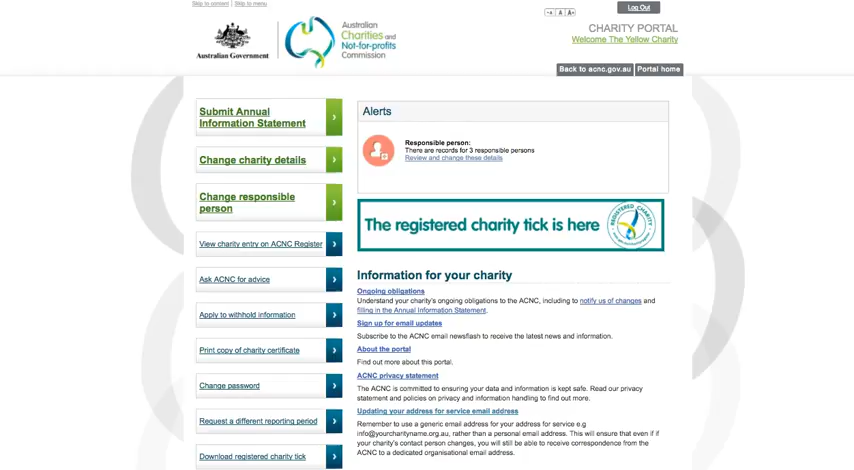 Skip to content | Skip to menu
-A A A+
Log Out
Australian Government
Australian
Charities and
Not-for-profits
Commission
CHARITY PORTAL
Welcome The Yellow Charity
Back to acnc.gov.au
Portal home
Submit Annual
Information Statement
Change charity details
Change responsible
person
View charity entry on ACNC Register
Ask ACNC for advice
Apply to withhold information
Print copy of charity certificate
Change password
Request a different reporting period
Download registered charity tick
Alerts
Responsible person:
There are records for 3 responsible persons
Review and change these details
The registered charity tick is here
REGISTERED CHARITY
Information for your charity
Ongoing obligations
Understand your charity's ongoing obligations to the ACNC, including to notify us of changes and
filling in the Annual Information Statement.
Sign up for email updates
Subscribe to the ACNC email newsflash to receive the latest news and information.
About the portal
Find out more about this portal.
ACNC privacy statement
The ACNC is committed to ensuring your data and information is kept safe. Read our privacy
statement and policies on privacy and information handling to find out more.
Updating your address for service email address
Remember to use a generic email address for your address for service e.g
info@yourcharityname.org.au, rather than a personal email address. This will ensure that even if if
your charity's contact person changes, you will still be able to receive correspondence from the
ACNC to a dedicated organisational email address.